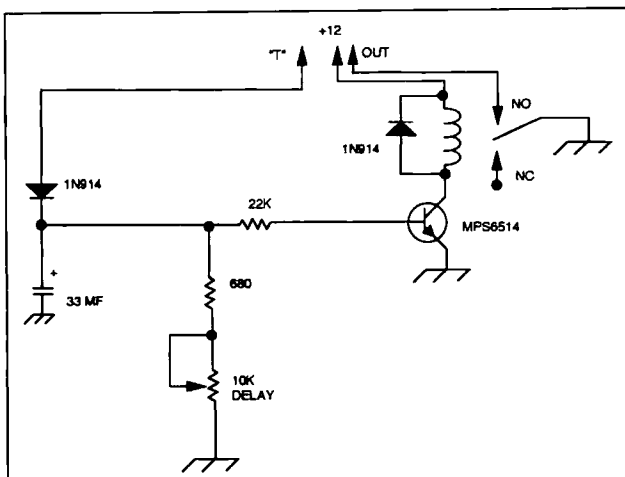 +12
"T"
OUT
NO
1N914
1N914
NC
22K
MPS6514
+
680
33 MF
10K
DELAY